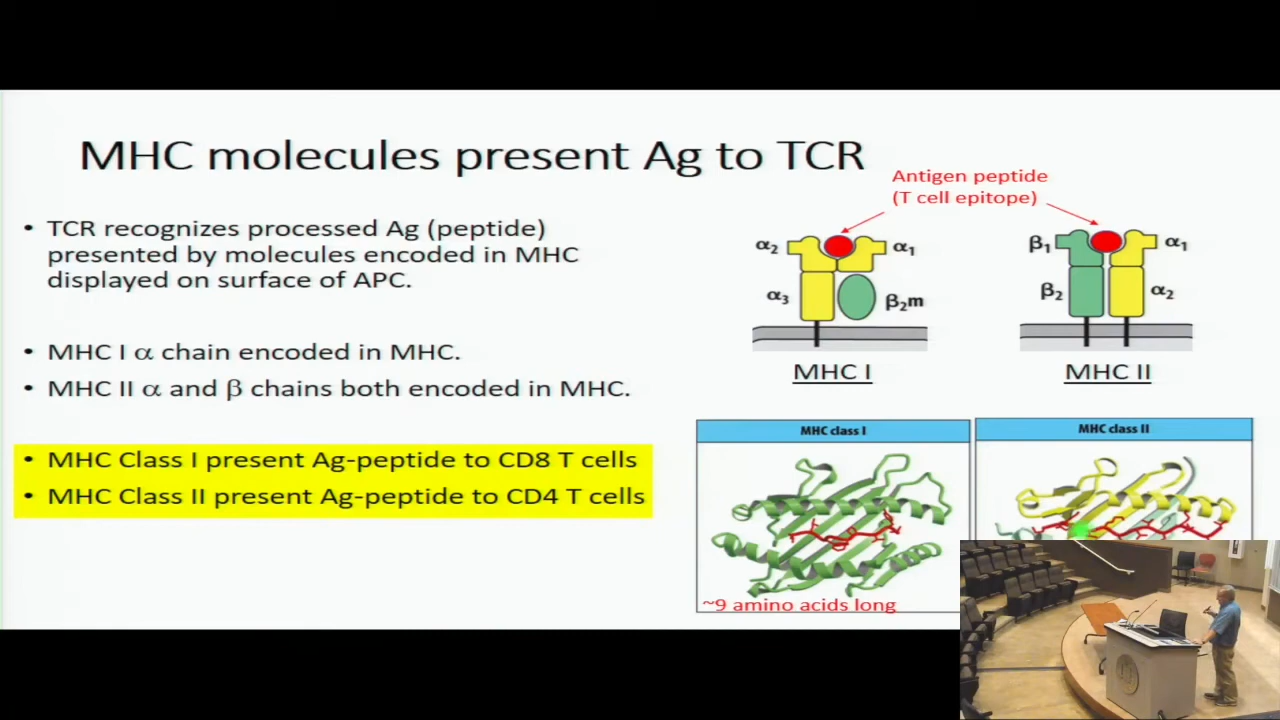 MHC molecules present Ag to TCR
• TCR recognizes processed Ag (peptide)
presented by molecules encoded in MHC
displayed on surface of APC.
• MHC I α chain encoded in MHC.
• MHC II α and β chains both encoded in MHC.
• MHC Class I present Ag-peptide to CD8 T cells
• MHC Class II present Ag-peptide to CD4 T cells
Antigen peptide
(T cell epitope)
α₂
α₁
α₃
β₂m
MHC I
β₁
α₁
β₂
α₂
MHC II
MHC class I
~9 amino acids long
MHC class II